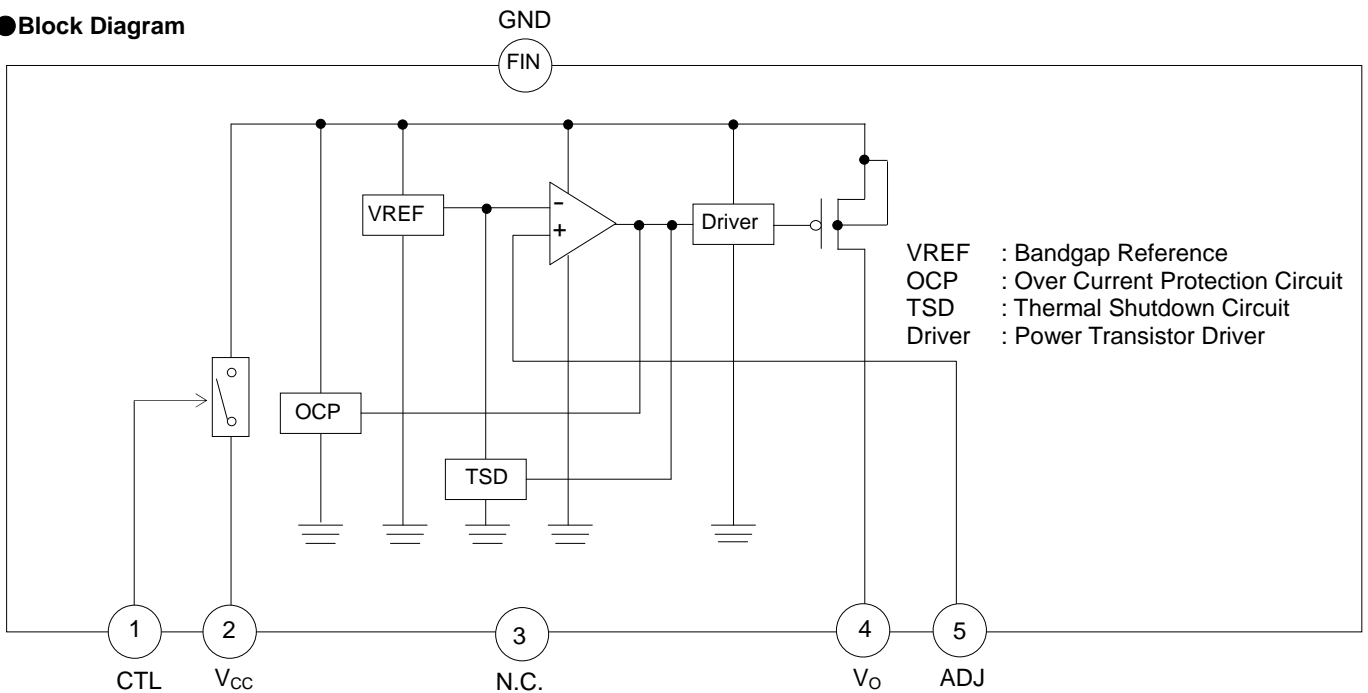 ●Block Diagram
GND
FIN
VREF
-
+
Driver
VREF : Bandgap Reference
OCP : Over Current Protection Circuit
TSD : Thermal Shutdown Circuit
Driver : Power Transistor Driver
OCP
TSD
1
2
3
4
5
CTL
VCC
N.C.
VO
ADJ